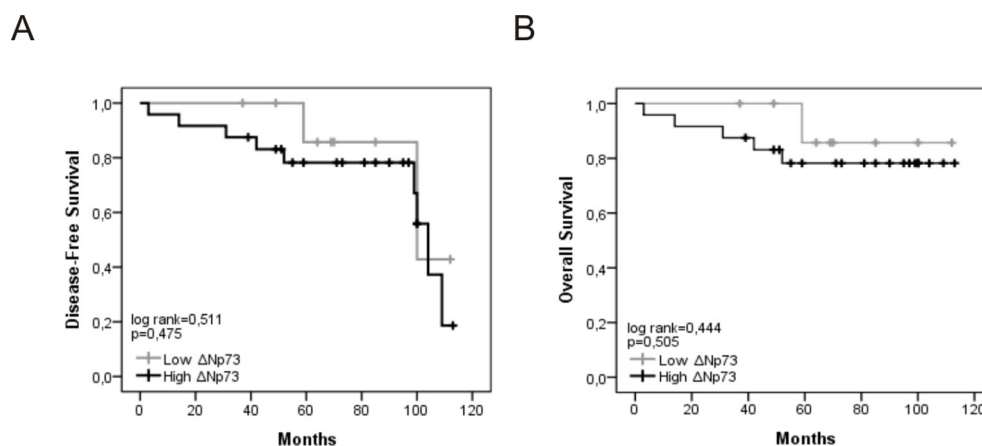 A
B
Disease-Free Survival
1,0
0,8
0,6
0,4
0,2
0,0
log rank=0,511
p=0,475
Low ΔNp73
High ΔNp73
0 20 40 60 80 100 120
Months
Overall Survival
1,0
0,8
0,6
0,4
0,2
0,0
log rank=0,444
p=0,505
Low ΔNp73
High ΔNp73
0 20 40 60 80 100 120
Months